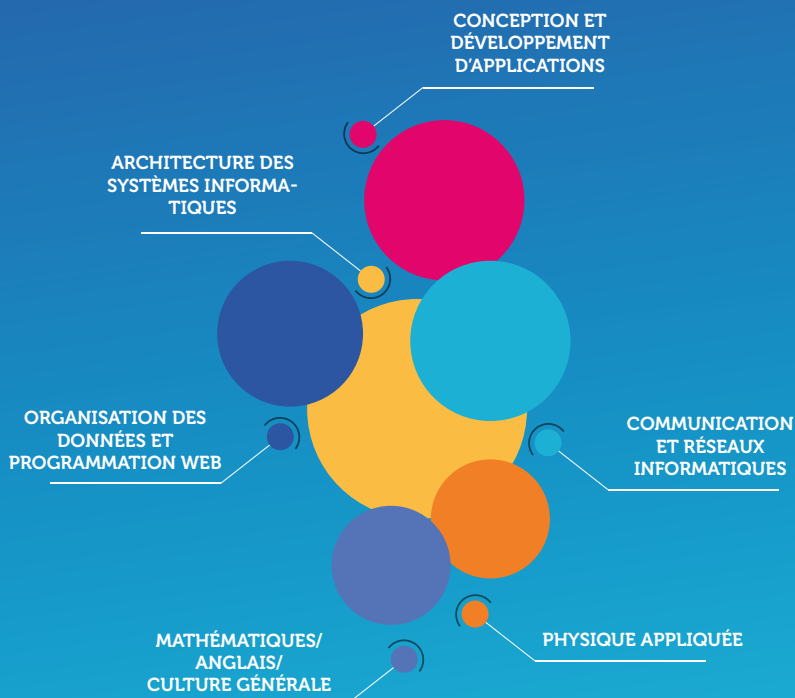 CONCEPTION ET
DÉVELOPPEMENT
D'APPLICATIONS
ARCHITECTURE DES
SYSTÈMES INFORMA-
TIQUES
ORGANISATION DES
DONNÉES ET
PROGRAMMATION WEB
COMMUNICATION
ET RÉSEAUX
INFORMATIQUES
PHYSIQUE APPLIQUÉE
MATHÉMATIQUES/
ANGLAIS/
CULTURE GÉNÉRALE